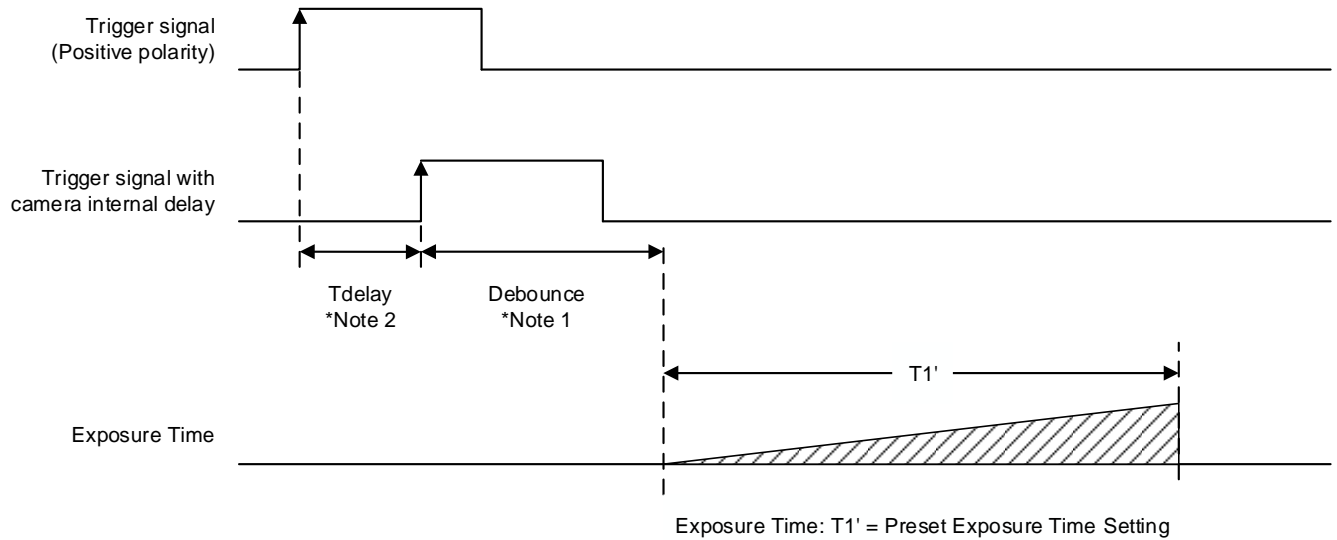 Trigger signal
(Positive polarity)
Trigger signal with
camera internal delay
Tdelay
*Note 2
Debounce
*Note 1
T1'
Exposure Time
Exposure Time: T1' = Preset Exposure Time Setting